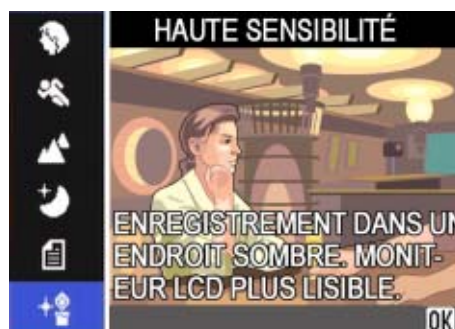 HAUTE SENSIBILITÉ
ENREGISTREMENT DANS UN
ENDROIT SOMBRE. MONIT-
EUR LCD PLUS LISIBLE.
OK